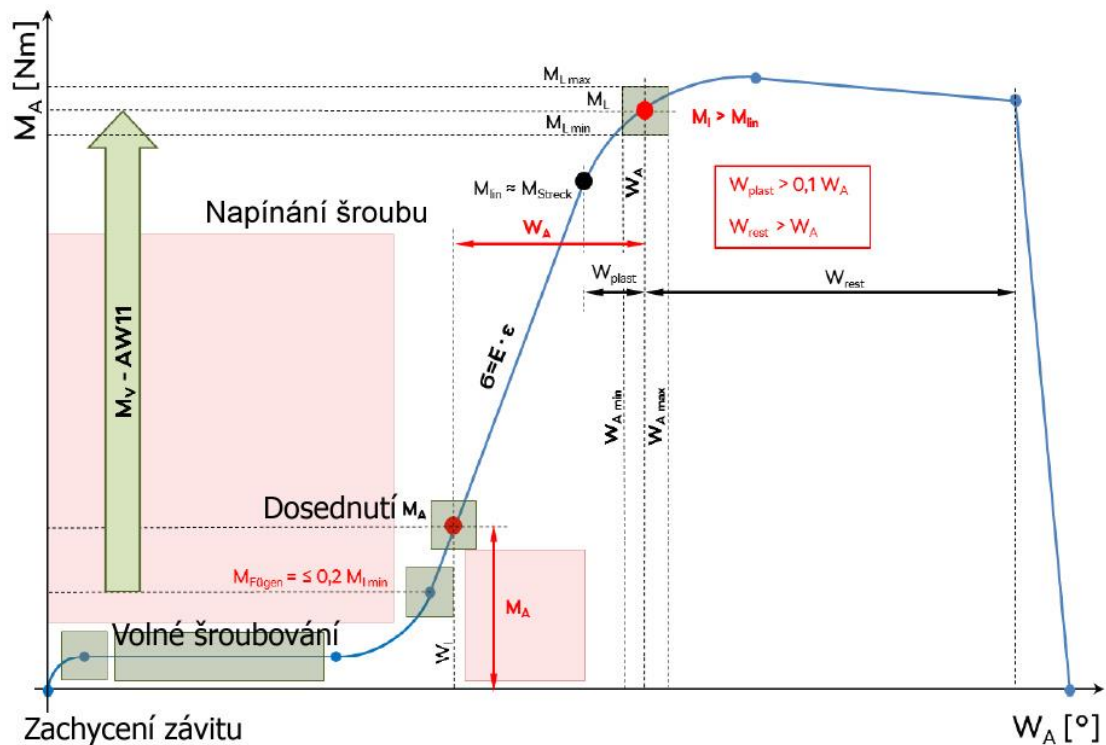 M_A [Nm]
M_L max
M_L
M_L min
M_l > M_lin
M_lin ≈ M_Streck
W_A
W_plast > 0,1 W_A
W_rest > W_A
Napínání šroubu
W_A
W_plast
W_rest
M_v - AW11
σ=E·ε
W_A min
W_A max
Dosednutí M_A
M_Fügen = ≤ 0,2 M_l min
M_A
Volné šroubování
W_L
Zachycení závitu
W_A [°]